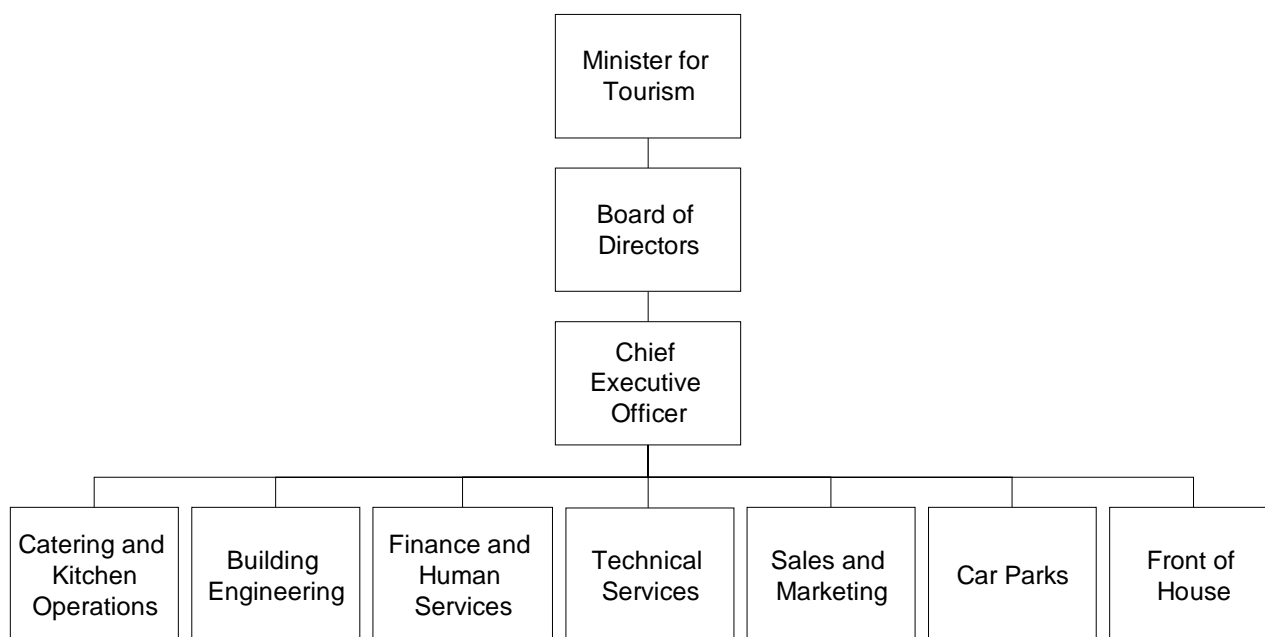 Minister for
Tourism
Board of
Directors
Chief
Executive
Officer
Catering and
Kitchen
Operations
Building
Engineering
Finance and
Human
Services
Technical
Services
Sales and
Marketing
Car Parks
Front of
House